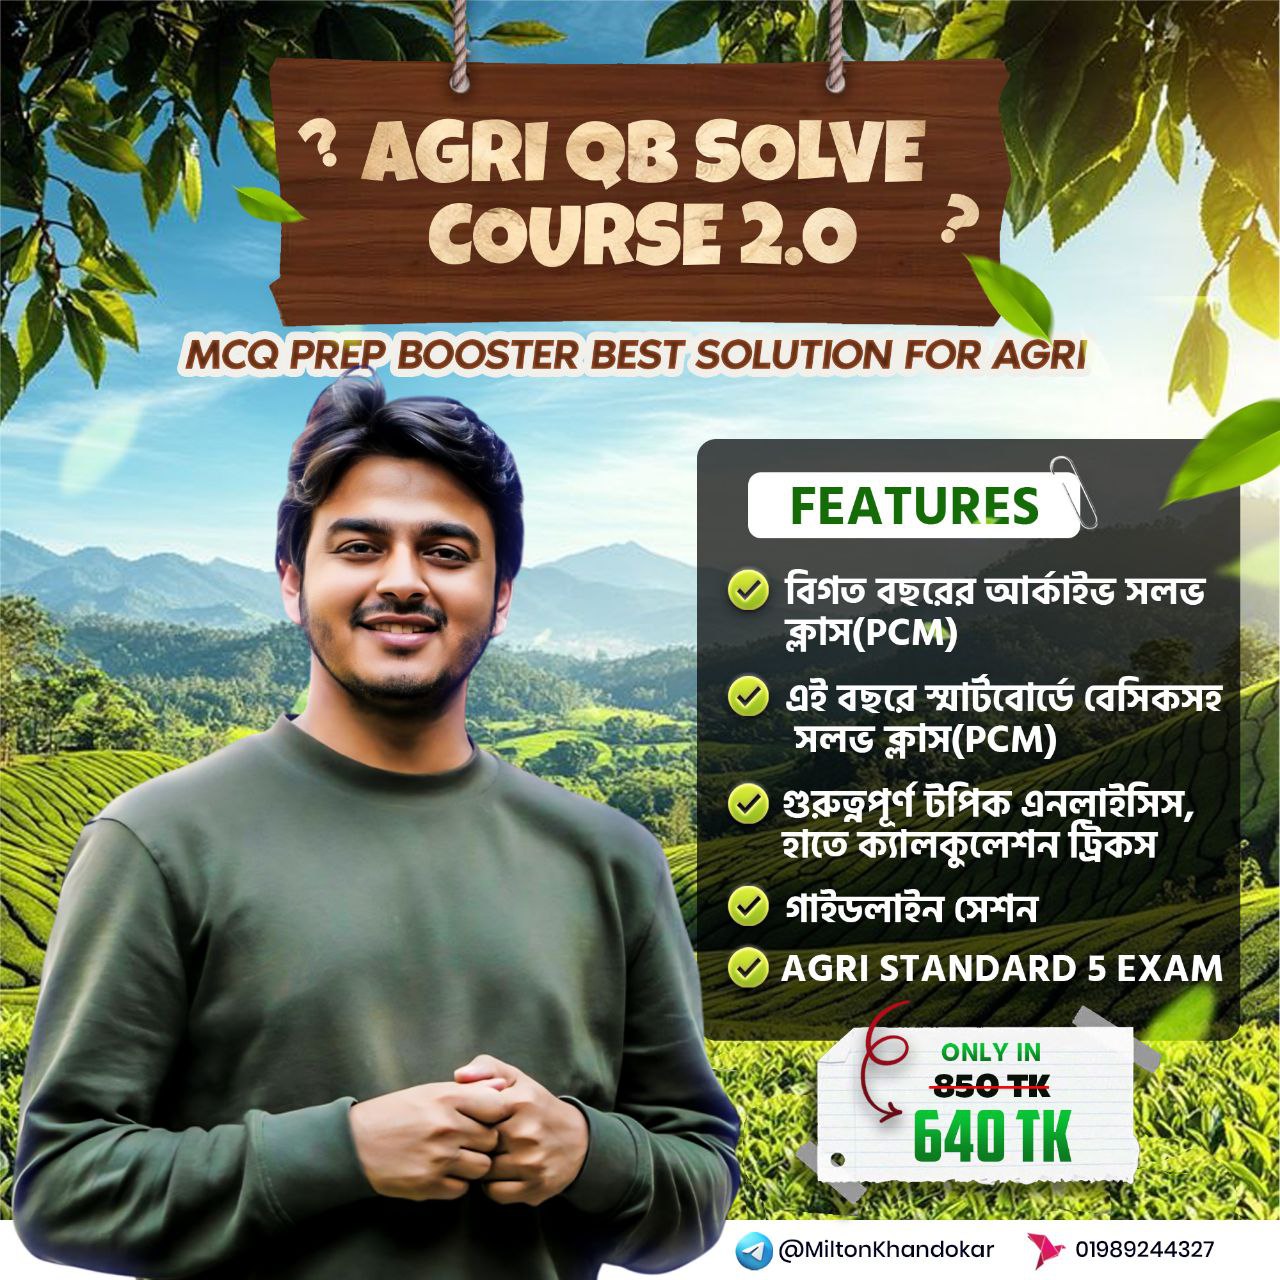 ? AGRI QB SOLVE
COURSE 2.0 ?
MCQ PREP BOOSTER BEST SOLUTION FOR AGRI
FEATURES
বিগত বছরের আর্কাইভ সলভ
ক্লাস(PCM)
এই বছরে স্মার্টবোর্ডে বেসিকসহ
সলভ ক্লাস(PCM)
গুরুত্বপূর্ণ টপিক এনলাইসিস,
হাতে ক্যালকুলেশন ট্রিকস
গাইডলাইন সেশন
AGRI STANDARD 5 EXAM
ONLY IN
850 TK
640 TK
@MiltonKhandokar 01989244327